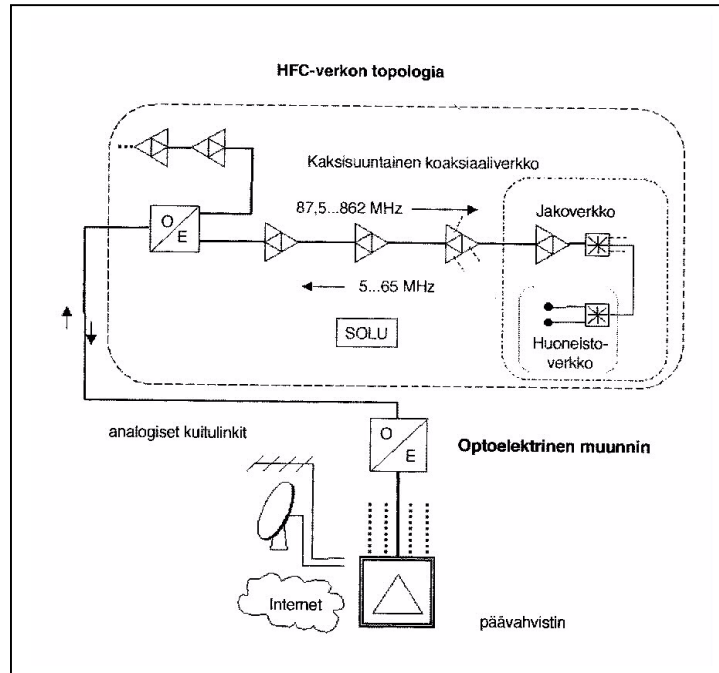 HFC-verkon topologia
Kaksisuuntainen koaksiaaliverkko
87,5...862 MHz
Jakoverkko
O
E
5...65 MHz
SOLU
Huoneisto-
verkko
analogiset kuitulinkit
O
E
Optoelektrinen muunnin
Internet
päävahvistin